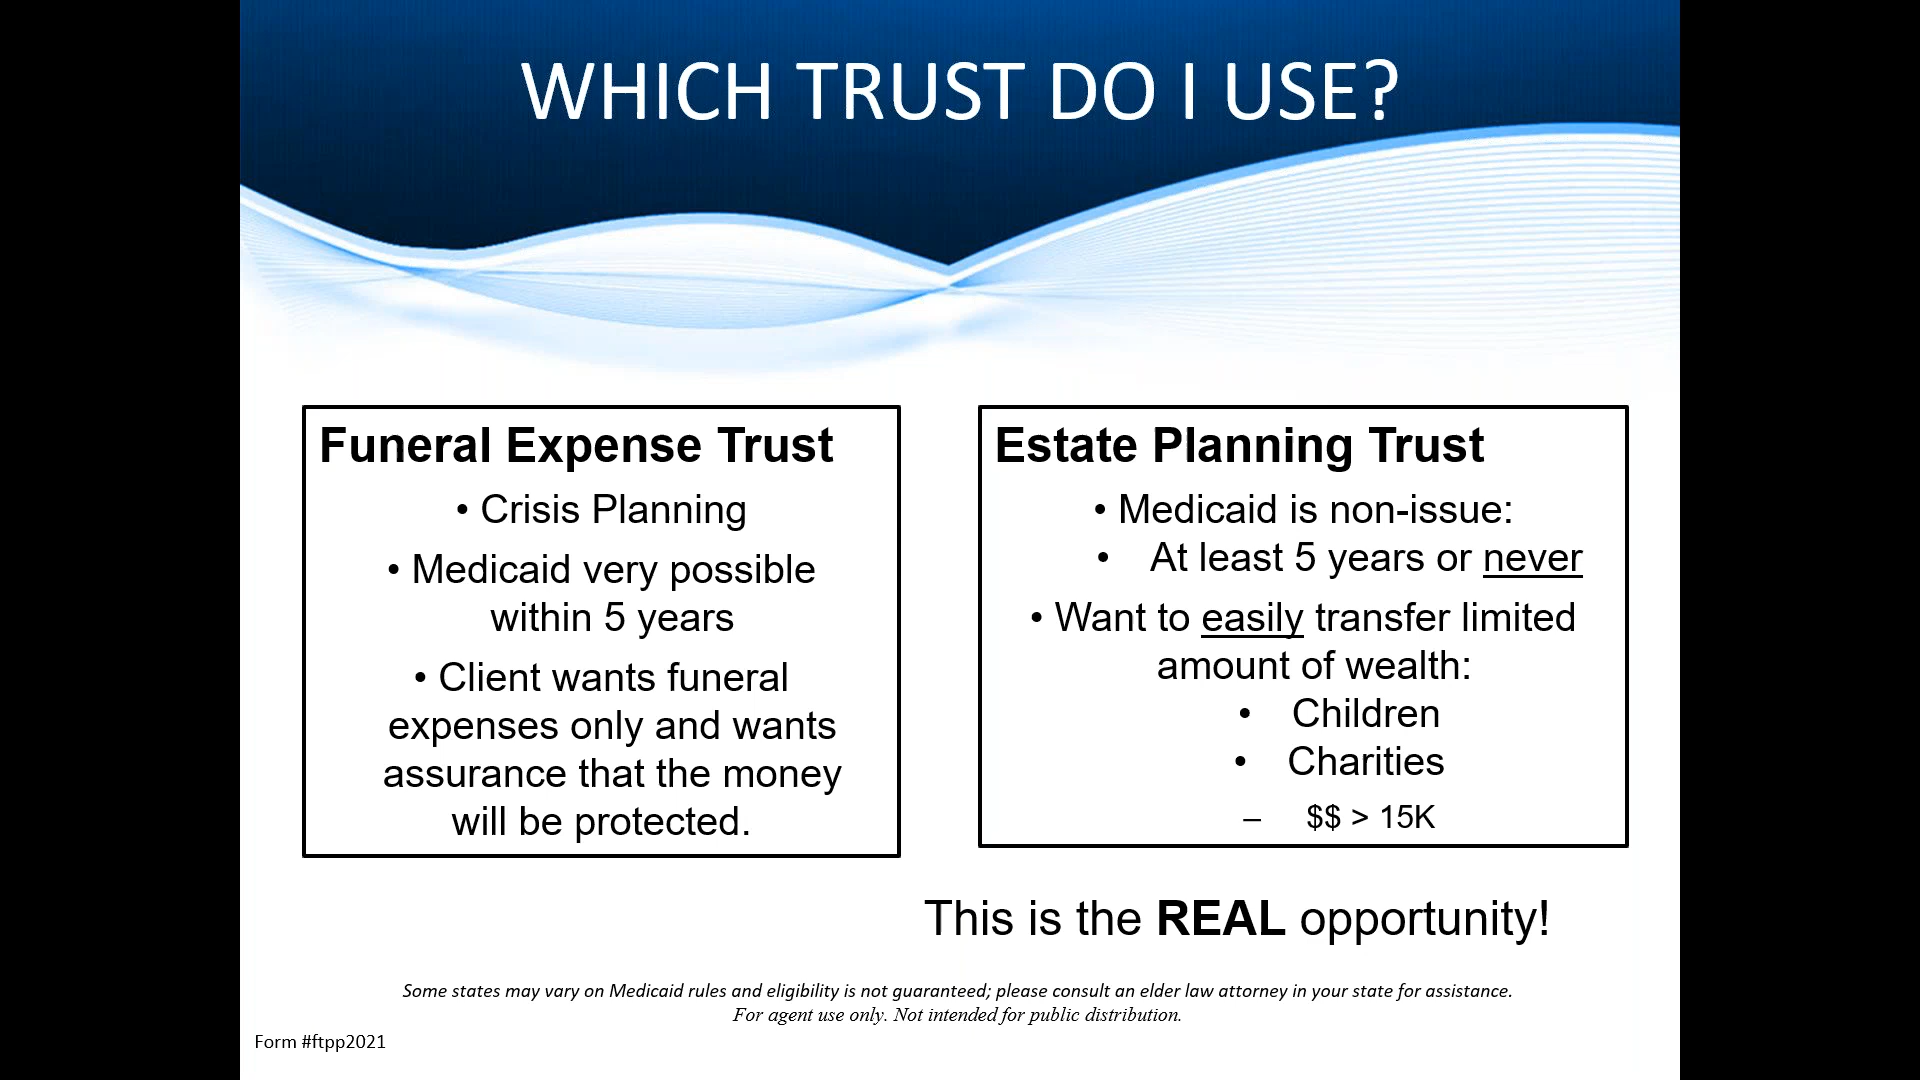 WHICH TRUST DO I USE?
Funeral Expense Trust
• Crisis Planning
• Medicaid very possible
within 5 years
• Client wants funeral
expenses only and wants
assurance that the money
will be protected.
Estate Planning Trust
• Medicaid is non-issue:
• At least 5 years or never
• Want to easily transfer limited
amount of wealth:
• Children
• Charities
– $$ > 15K
This is the REAL opportunity!
Some states may vary on Medicaid rules and eligibility is not guaranteed; please consult an elder law attorney in your state for assistance.
For agent use only. Not intended for public distribution.
Form #ftpp2021